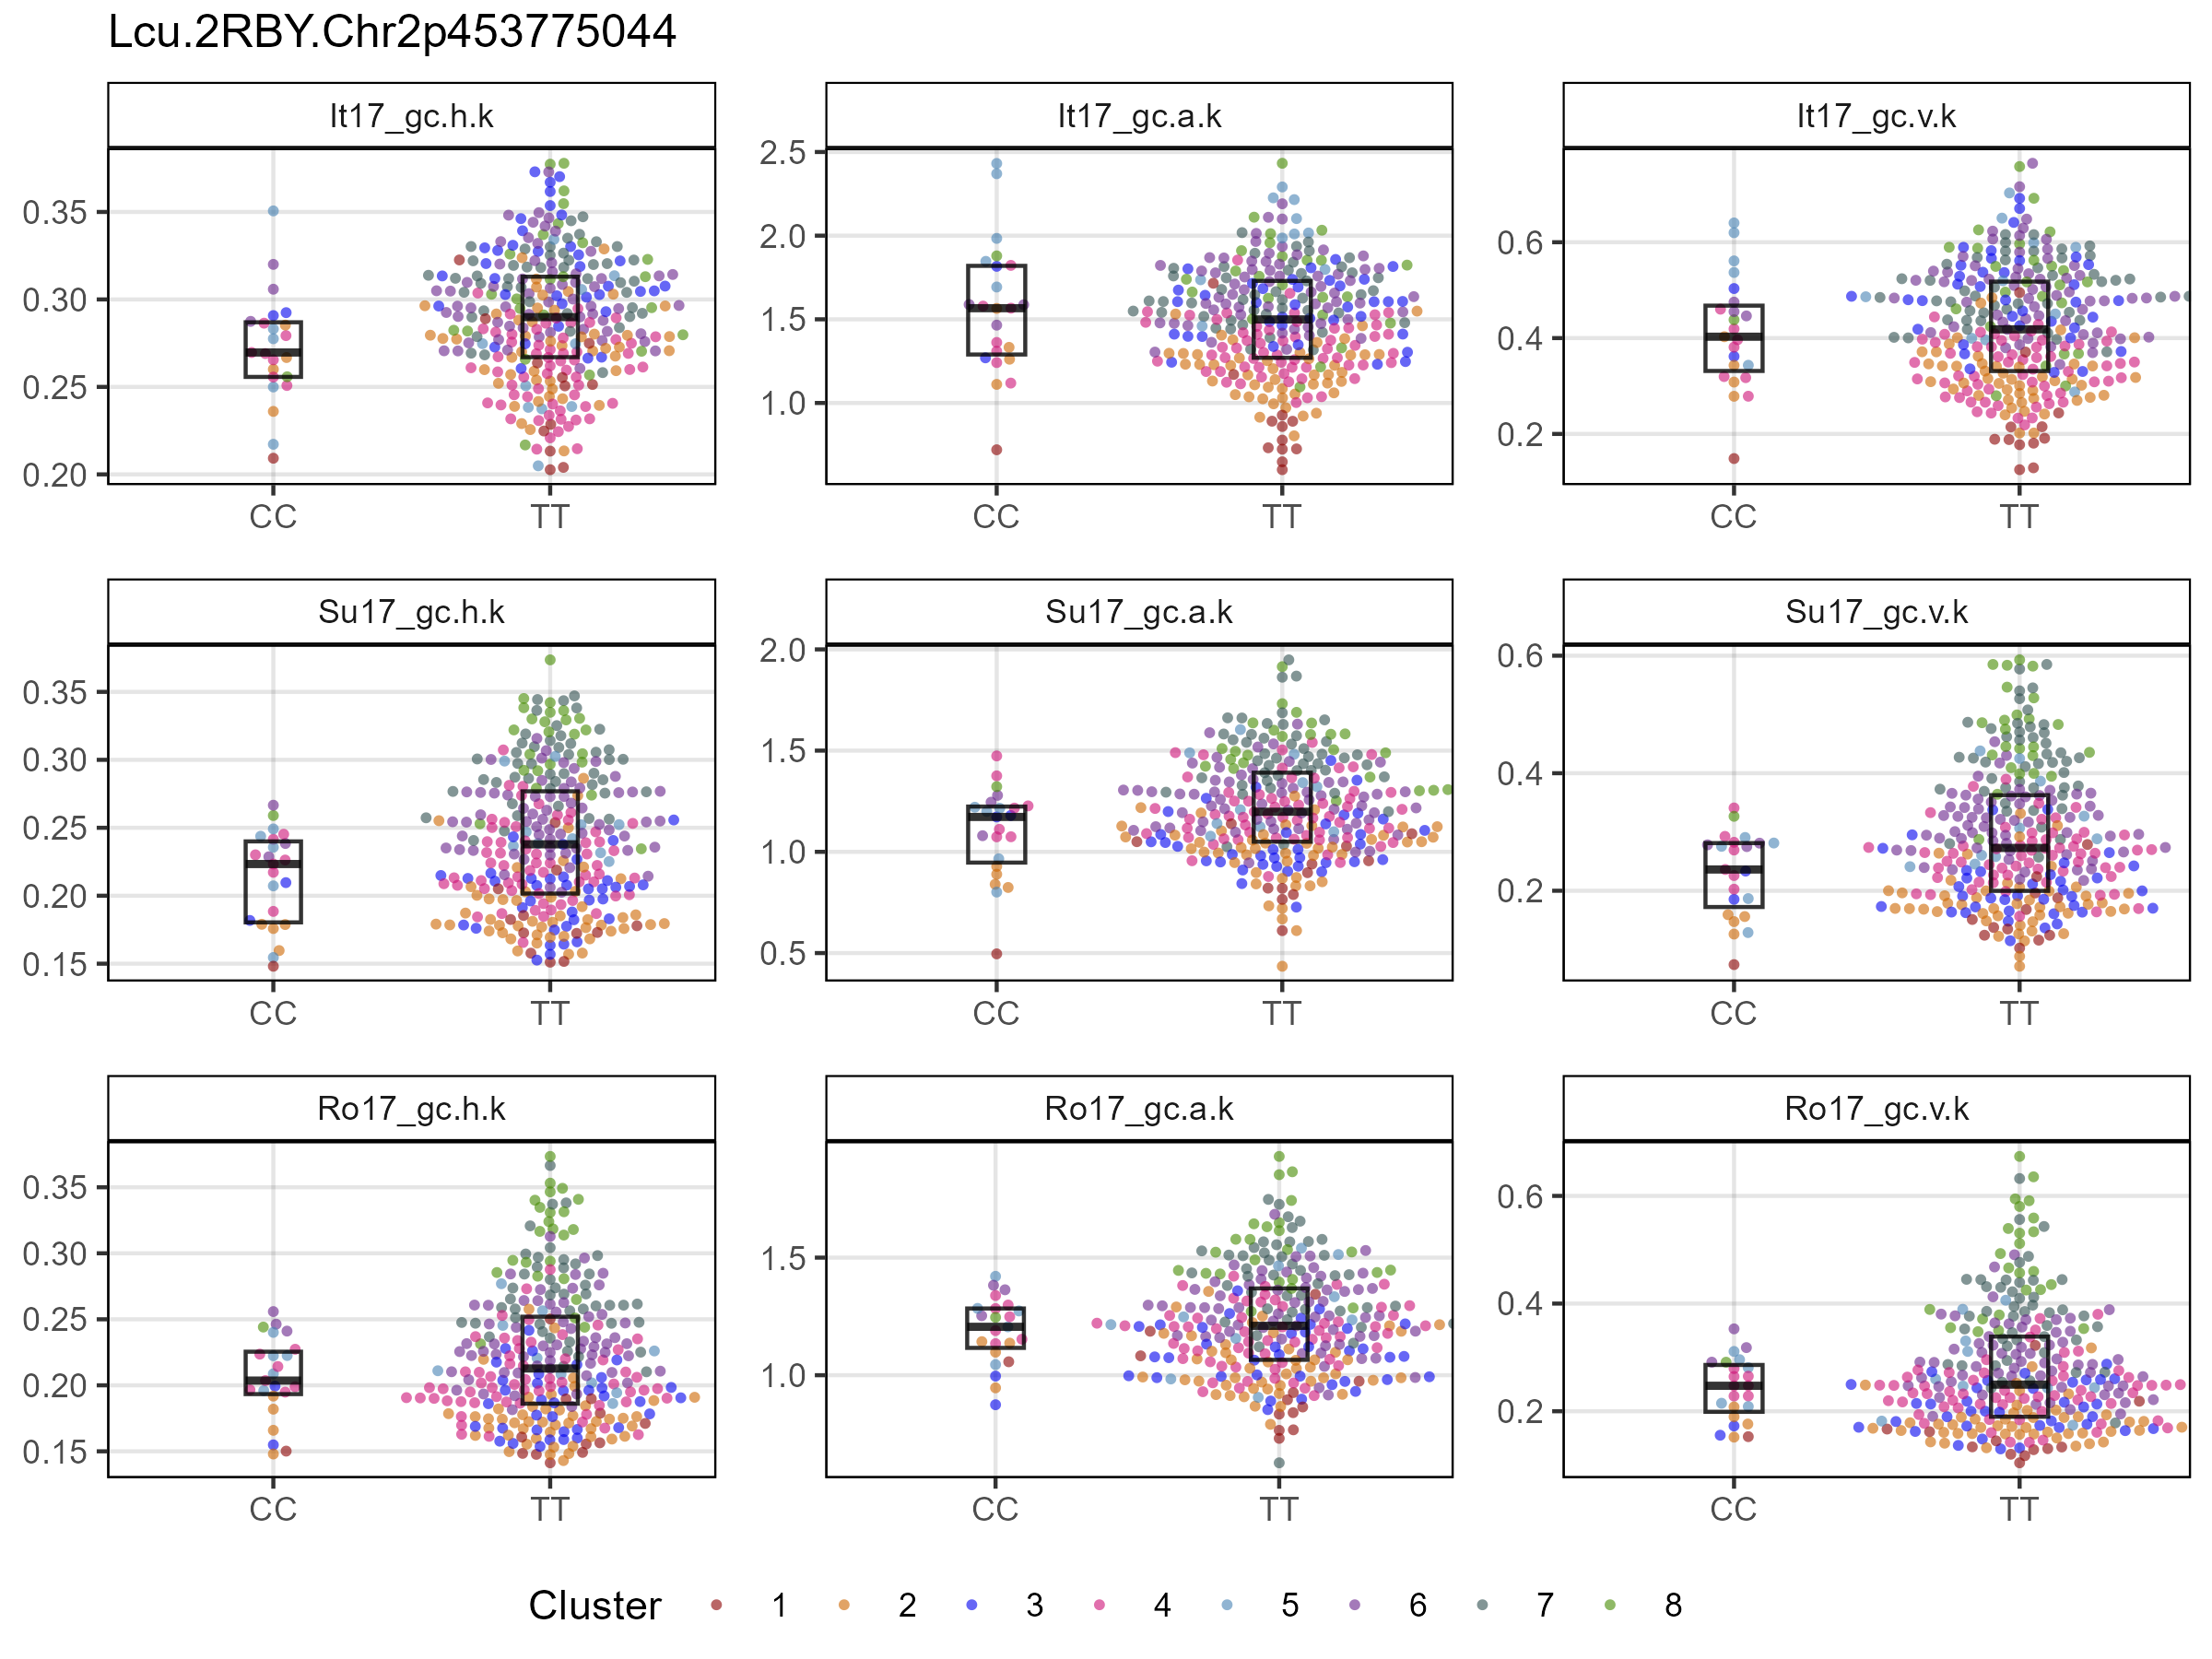 Lcu.2RBY.Chr2p453775044
It17_gc.h.k
It17_gc.a.k
It17_gc.v.k
0.35
0.30
0.25
0.20
CC TT
2.5
2.0
1.5
1.0
CC TT
0.6
0.4
0.2
CC TT
Su17_gc.h.k
Su17_gc.a.k
Su17_gc.v.k
0.35
0.30
0.25
0.20
0.15
CC TT
2.0
1.5
1.0
0.5
CC TT
0.6
0.4
0.2
CC TT
Ro17_gc.h.k
Ro17_gc.a.k
Ro17_gc.v.k
0.35
0.30
0.25
0.20
0.15
CC TT
1.5
1.0
CC TT
0.6
0.4
0.2
CC TT
Cluster 1 2 3 4 5 6 7 8